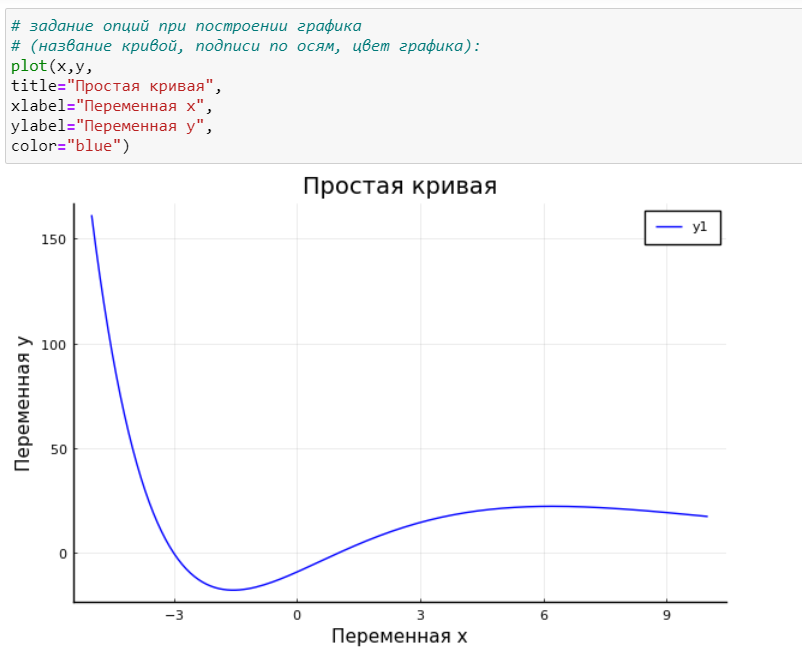 # задание опций при построении графика
# (название кривой, подписи по осям, цвет графика):
plot(x,y,
title="Простая кривая",
xlabel="Переменная x",
ylabel="Переменная y",
color="blue")
Простая кривая
y1
150
100
50
0
Переменная y
−3 0 3 6 9
Переменная x